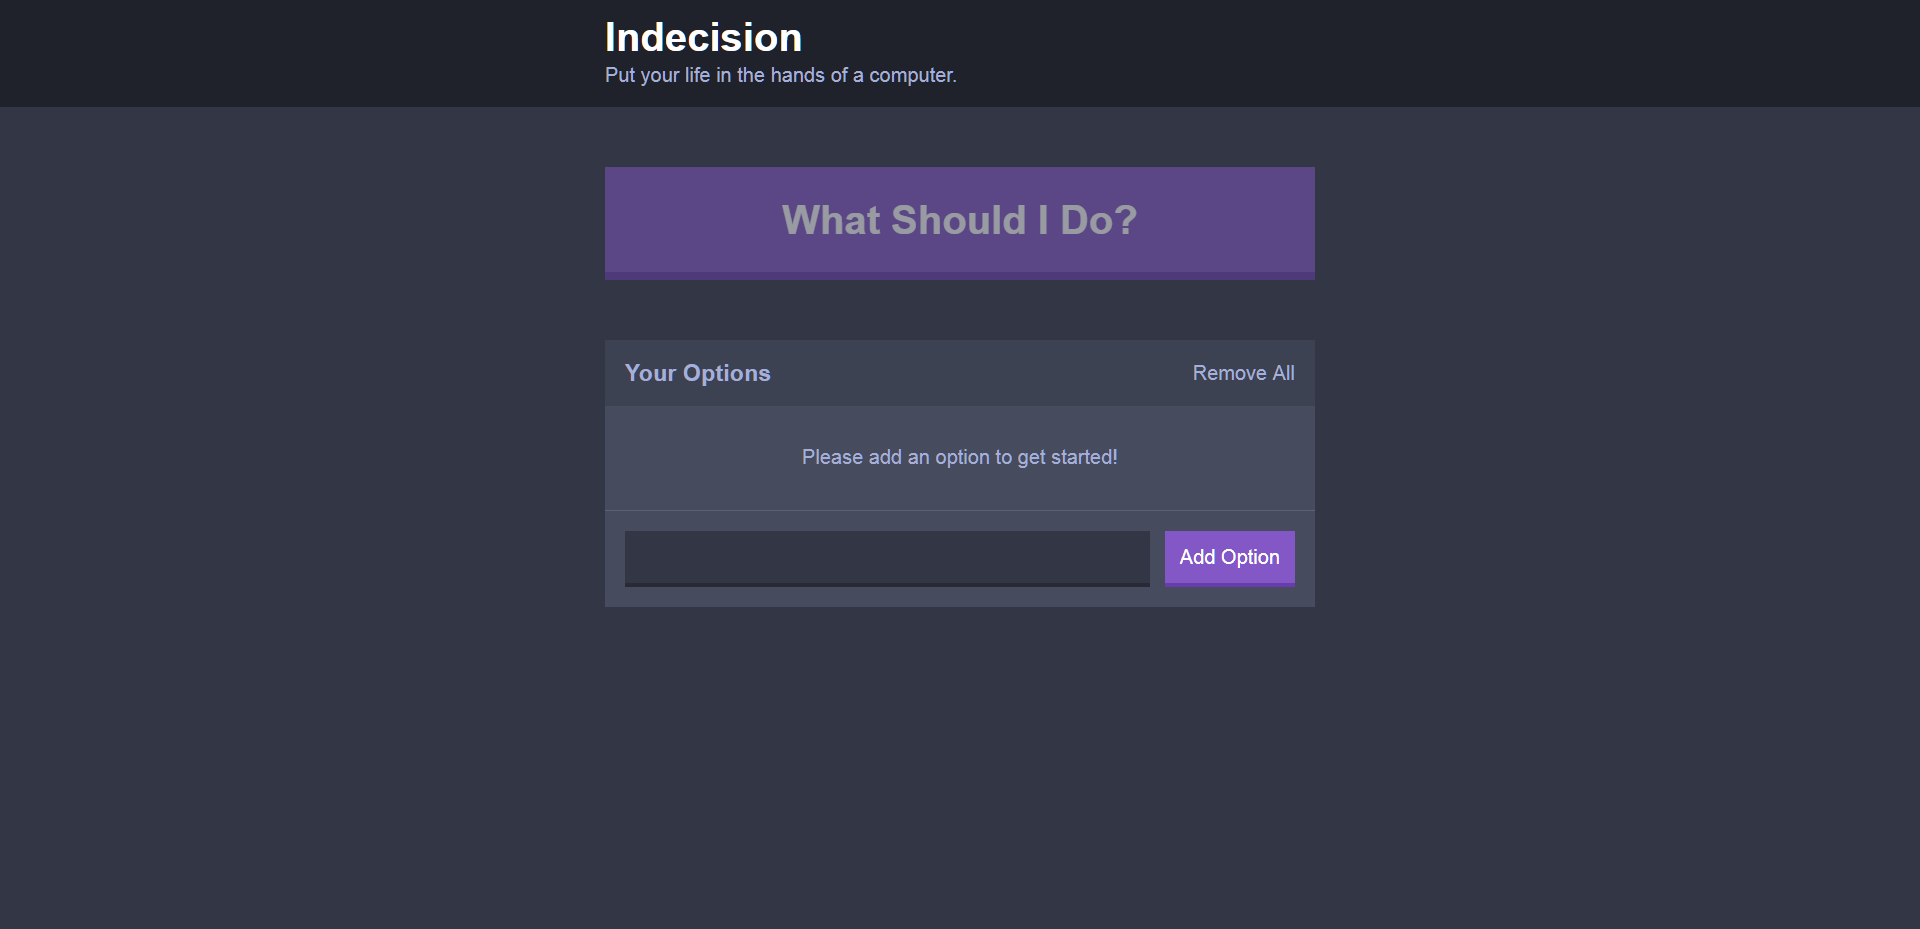 Indecision
Put your life in the hands of a computer.
What Should I Do?
Your Options
Remove All
Please add an option to get started!
Add Option